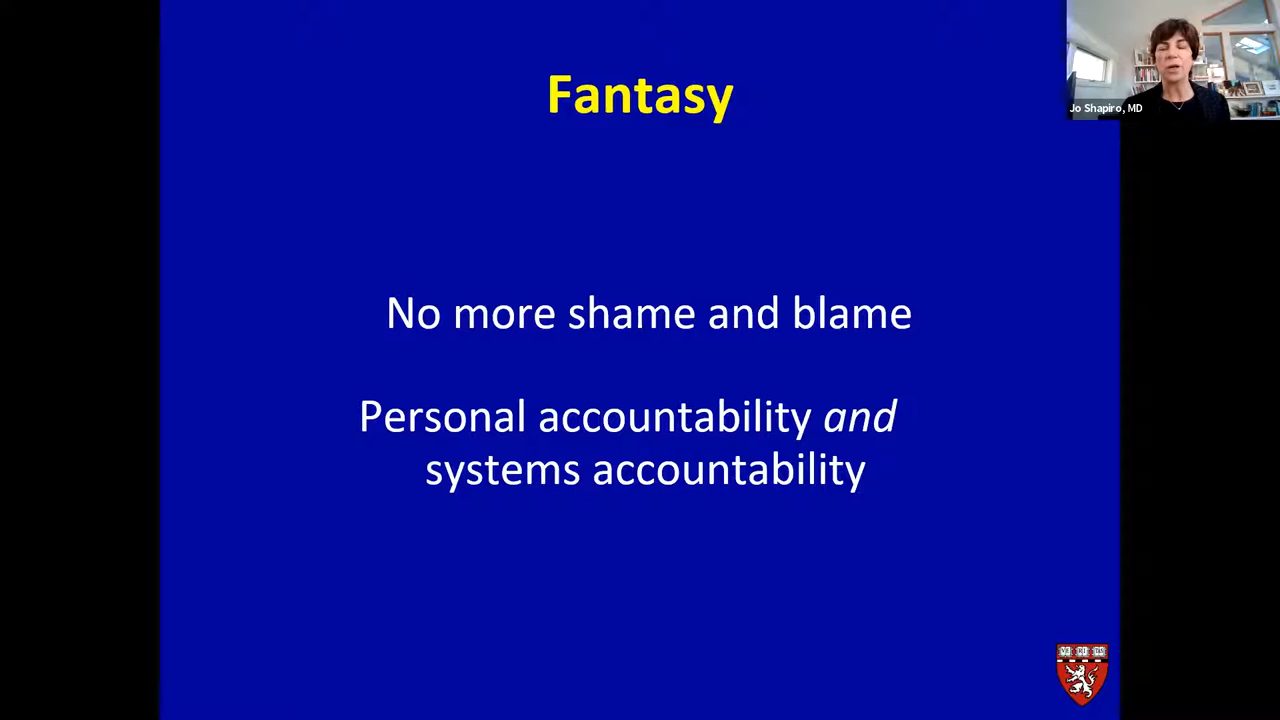 Fantasy
Jo Shapiro, MD
No more shame and blame
Personal accountability and
systems accountability